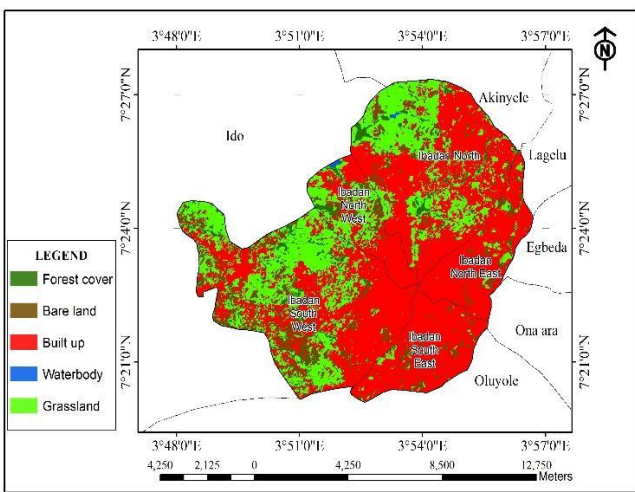 3°48'0"E 3°51'0"E 3°54'0"E 3°57'0"E
N
7°27'0"N 7°27'0"N
Akinyele
Ido
Ibadan North
Lagelu
Ibadan
North
West
7°24'0"N 7°24'0"N
LEGEND
Forest cover
Bare land
Built up
Waterbody
Grassland
Egbeda
Ibadan
North East
Ibadan
South
West
Ona ara
Ibadan
South
East
7°21'0"N 7°21'0"N
Oluyole
3°48'0"E 3°51'0"E 3°54'0"E 3°57'0"E
4,250 2,125 0 4,250 8,500 12,750
Meters